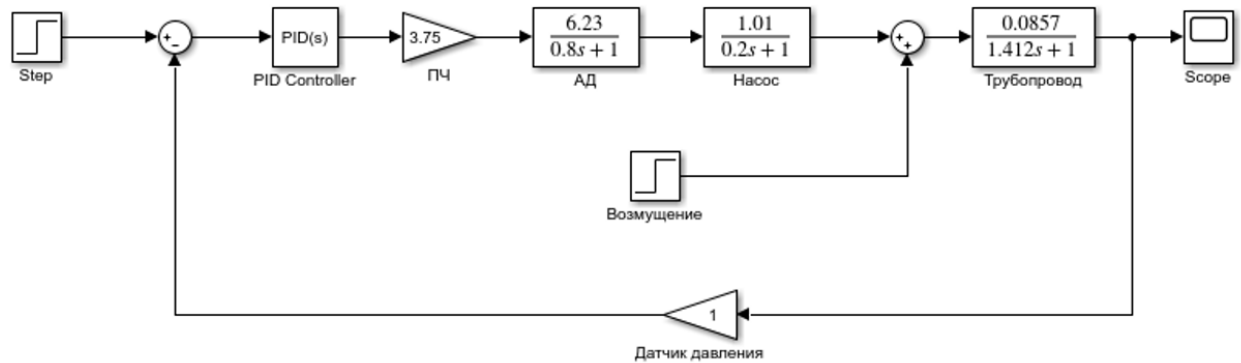 Step
+
−
PID(s)
PID Controller
3.75
ПЧ
6.23
0.8s + 1
АД
1.01
0.2s + 1
Насос
+
+
0.0857
1.412s + 1
Трубопровод
Scope
Возмущение
1
Датчик давления